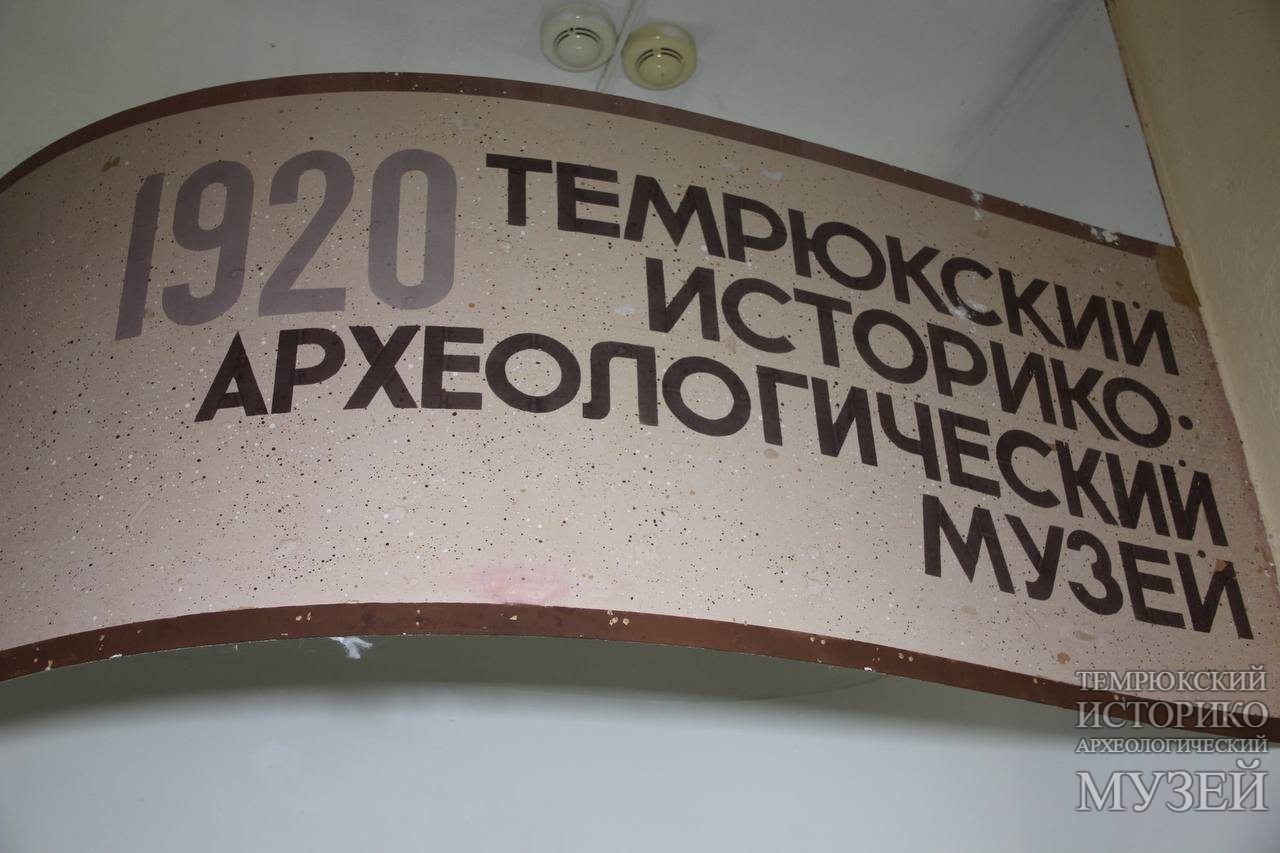 1920 ТЕМРЮКСКИЙ
ИСТОРИКО-
АРХЕОЛОГИЧЕСКИЙ
МУЗЕЙ
ТЕМРЮКСКИЙ
ИСТОРИКО
АРХЕОЛОГИЧЕСКИЙ
МУЗЕЙ